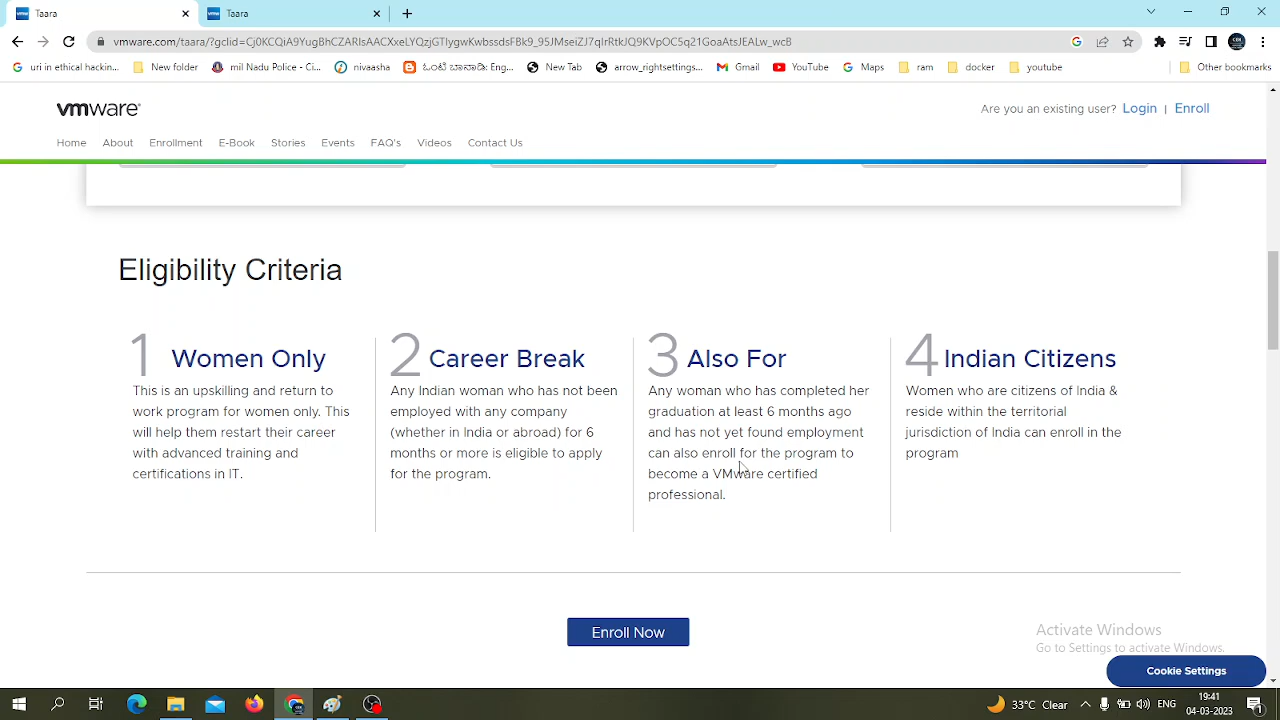 Taara
Taara
vmware.com/taara/?gclid=Cj0KCQiA9YugBhCZARIsAACXxeLYQzjGTlygwKwbssdsFBk9_95JMseiZJ7qIrRtkJQ9KVpOC5q21GoaAtsJEALw_wcB
uri in ethical hackin...
New folder
mil Nadu Police - Ci...
nivaasha
New Tab
arrow_rightsettings...
Gmail
YouTube
Maps
ram
docker
youtube
Other bookmarks
vmware®
Are you an existing user? Login | Enroll
Home About Enrollment E-Book Stories Events FAQ's Videos Contact Us
Eligibility Criteria
1 Women Only
This is an upskilling and return to
work program for women only. This
will help them restart their career
with advanced training and
certifications in IT.
2 Career Break
Any Indian woman who has not been
employed with any company
(whether in India or abroad) for 6
months or more is eligible to apply
for the program.
3 Also For
Any woman who has completed her
graduation at least 6 months ago
and has not yet found employment
can also enroll for the program to
become a VMware certified
professional.
4 Indian Citizens
Women who are citizens of India &
reside within the territorial
jurisdiction of India can enroll in the
program
Enroll Now
Activate Windows
Go to Settings to activate Windows.
Cookie Settings
33°C Clear
ENG
19:41
04-03-2023